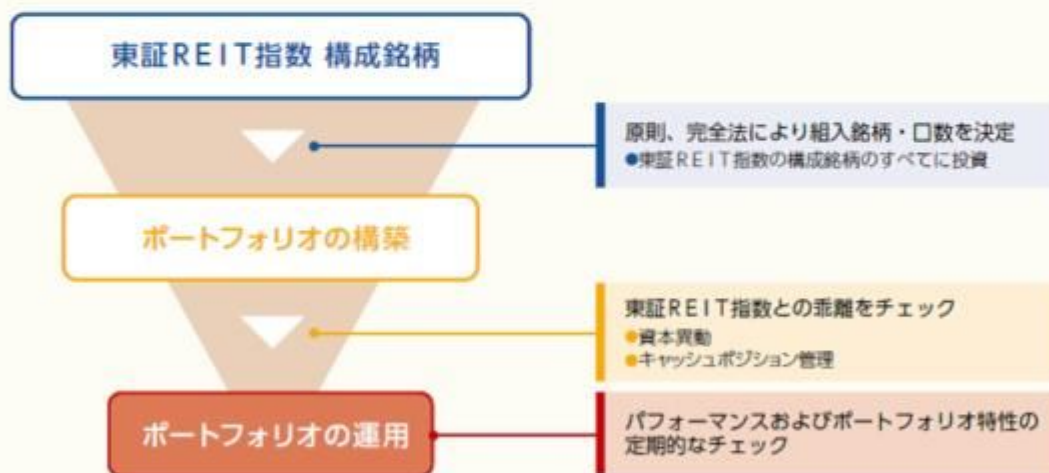 東証REIT指数 構成銘柄
原則、完全法により組入銘柄・口数を決定
●東証REIT指数の構成銘柄のすべてに投資
ポートフォリオの構築
東証REIT指数との乖離をチェック
●資本異動
●キャッシュポジション管理
ポートフォリオの運用
パフォーマンスおよびポートフォリオ特性の
定期的なチェック